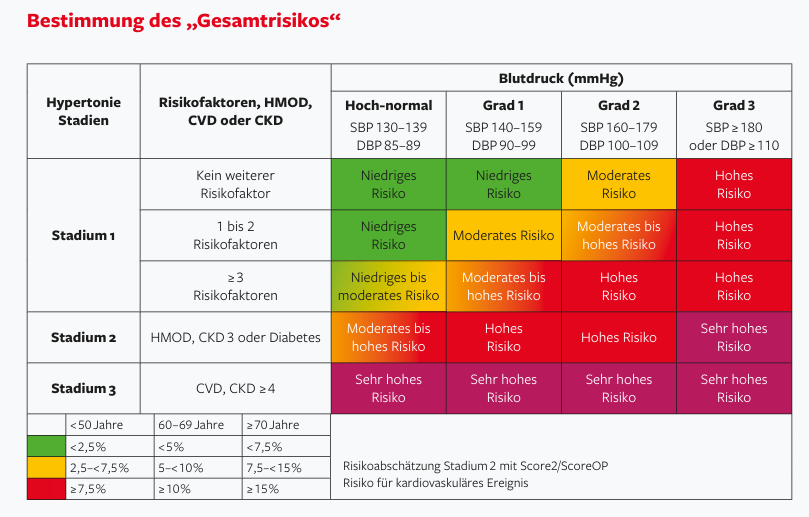 Bestimmung des „Gesamtrisikos“
Hypertonie
Stadien
Risikofaktoren, HMOD,
CVD oder CKD
Blutdruck (mmHg)
Hoch-normal
SBP 130–139
DBP 85–89
Grad 1
SBP 140–159
DBP 90–99
Grad 2
SBP 160–179
DBP 100–109
Grad 3
SBP ≥ 180
oder DBP ≥ 110
Stadium 1
Kein weiterer
Risikofaktor
Niedriges
Risiko
Niedriges
Risiko
Moderates
Risiko
Hohes
Risiko
1 bis 2
Risikofaktoren
Niedriges
Risiko
Moderates Risiko
Moderates bis
hohes Risiko
Hohes
Risiko
≥ 3
Risikofaktoren
Niedriges bis
moderates Risiko
Moderates bis
hohes Risiko
Hohes
Risiko
Hohes
Risiko
Stadium 2
HMOD, CKD 3 oder Diabetes
Moderates bis
hohes Risiko
Hohes
Risiko
Hohes Risiko
Sehr hohes
Risiko
Stadium 3
CVD, CKD ≥ 4
Sehr hohes
Risiko
Sehr hohes
Risiko
Sehr hohes
Risiko
Sehr hohes
Risiko
<50 Jahre 60–69 Jahre ≥70 Jahre
<2,5% <5% <7,5%
2,5–<7,5% 5–<10% 7,5–<15%
≥7,5% ≥10% ≥15%
Risikoabschätzung Stadium 2 mit Score2/ScoreOP
Risiko für kardiovaskuläres Ereignis